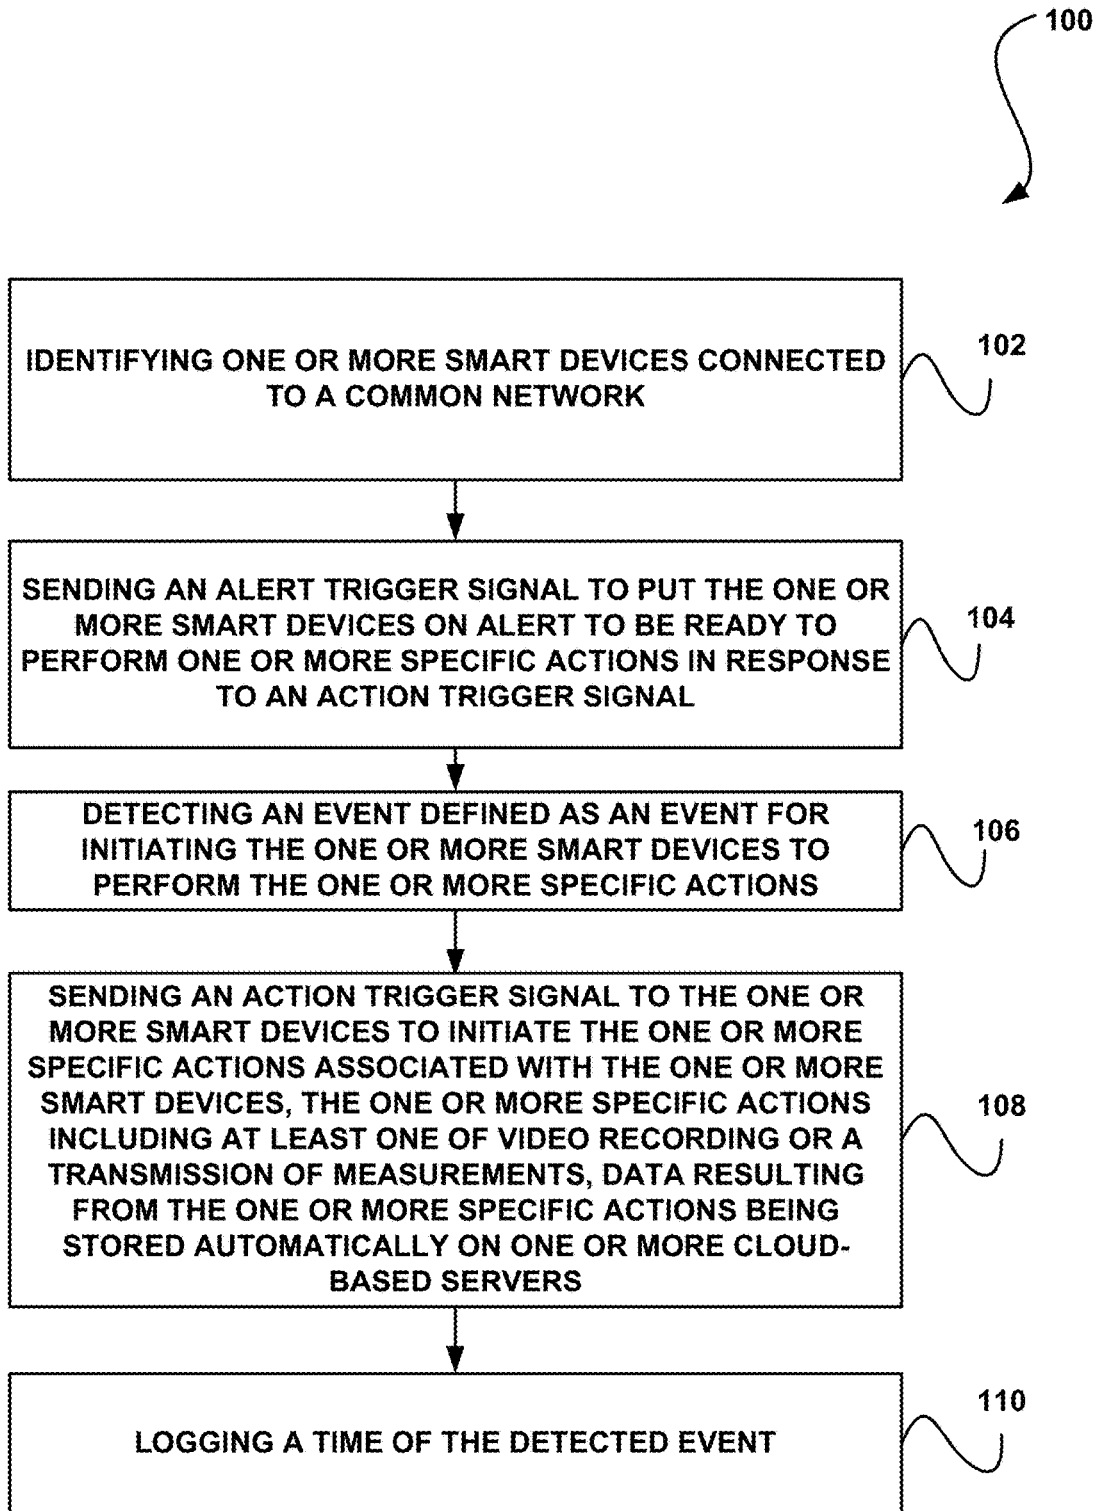 100
IDENTIFYING ONE OR MORE SMART DEVICES CONNECTED
TO A COMMON NETWORK
102
SENDING AN ALERT TRIGGER SIGNAL TO PUT THE ONE OR
MORE SMART DEVICES ON ALERT TO BE READY TO
PERFORM ONE OR MORE SPECIFIC ACTIONS IN RESPONSE
TO AN ACTION TRIGGER SIGNAL
104
DETECTING AN EVENT DEFINED AS AN EVENT FOR
INITIATING THE ONE OR MORE SMART DEVICES TO
PERFORM THE ONE OR MORE SPECIFIC ACTIONS
106
SENDING AN ACTION TRIGGER SIGNAL TO THE ONE OR
MORE SMART DEVICES TO INITIATE THE ONE OR MORE
SPECIFIC ACTIONS ASSOCIATED WITH THE ONE OR MORE
SMART DEVICES, THE ONE OR MORE SPECIFIC ACTIONS
INCLUDING AT LEAST ONE OF VIDEO RECORDING OR A
TRANSMISSION OF MEASUREMENTS, DATA RESULTING
FROM THE ONE OR MORE SPECIFIC ACTIONS BEING
STORED AUTOMATICALLY ON ONE OR MORE CLOUD-
BASED SERVERS
108
LOGGING A TIME OF THE DETECTED EVENT
110